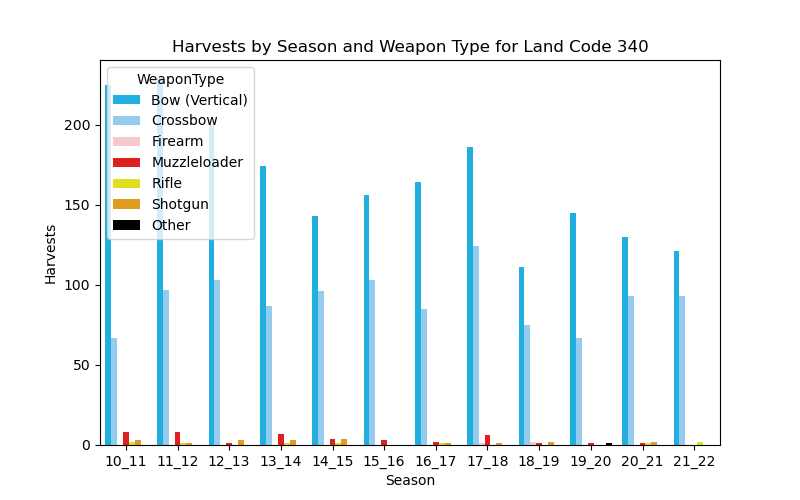 Harvests by Season and Weapon Type for Land Code 340
WeaponType
Bow (Vertical)
Crossbow
Firearm
Muzzleloader
Rifle
Shotgun
Other
200
150
100
50
0
Harvests
10_11 11_12 12_13 13_14 14_15 15_16 16_17 17_18 18_19 19_20 20_21 21_22
Season